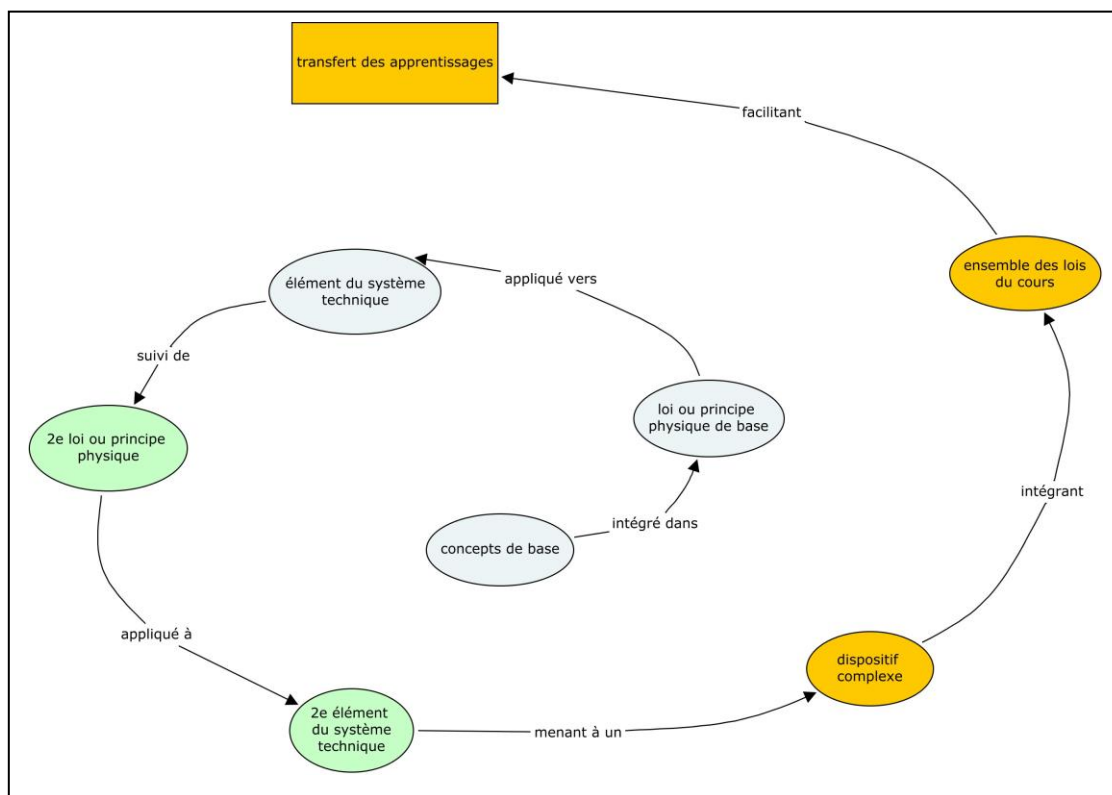 transfert des apprentissages
facilitant
ensemble des lois
du cours
appliqué vers
élément du système
technique
suivi de
2e loi ou principe
physique
loi ou principe
physique de base
intégré dans
concepts de base
intégrant
appliqué à
dispositif
complexe
2e élément
du système
technique
menant à un